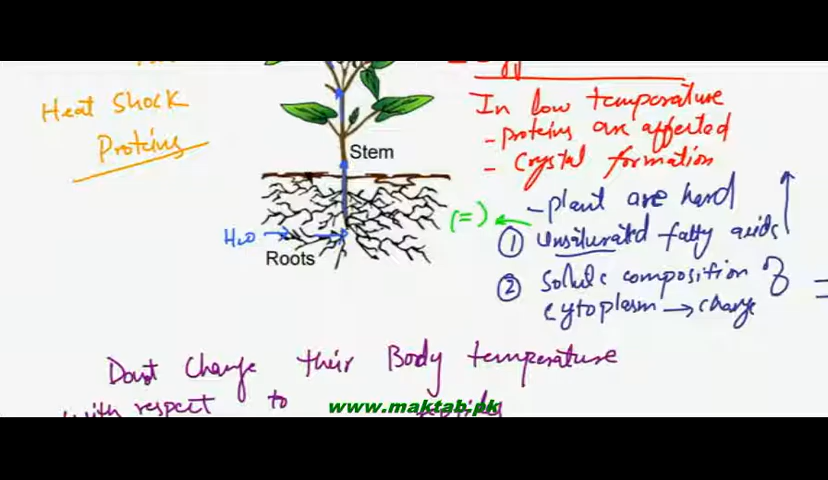 Heat Shock
Proteins
Stem
H2O
Roots
In low temperature
- proteins are affected
- Crystal formation
- plant are hard
(=) ← ① Unsaturated fatty acids ↑
② Solute composition of
cytoplasm → change =
Dont Change their Body temperature
with respect to
www.maktab.pk